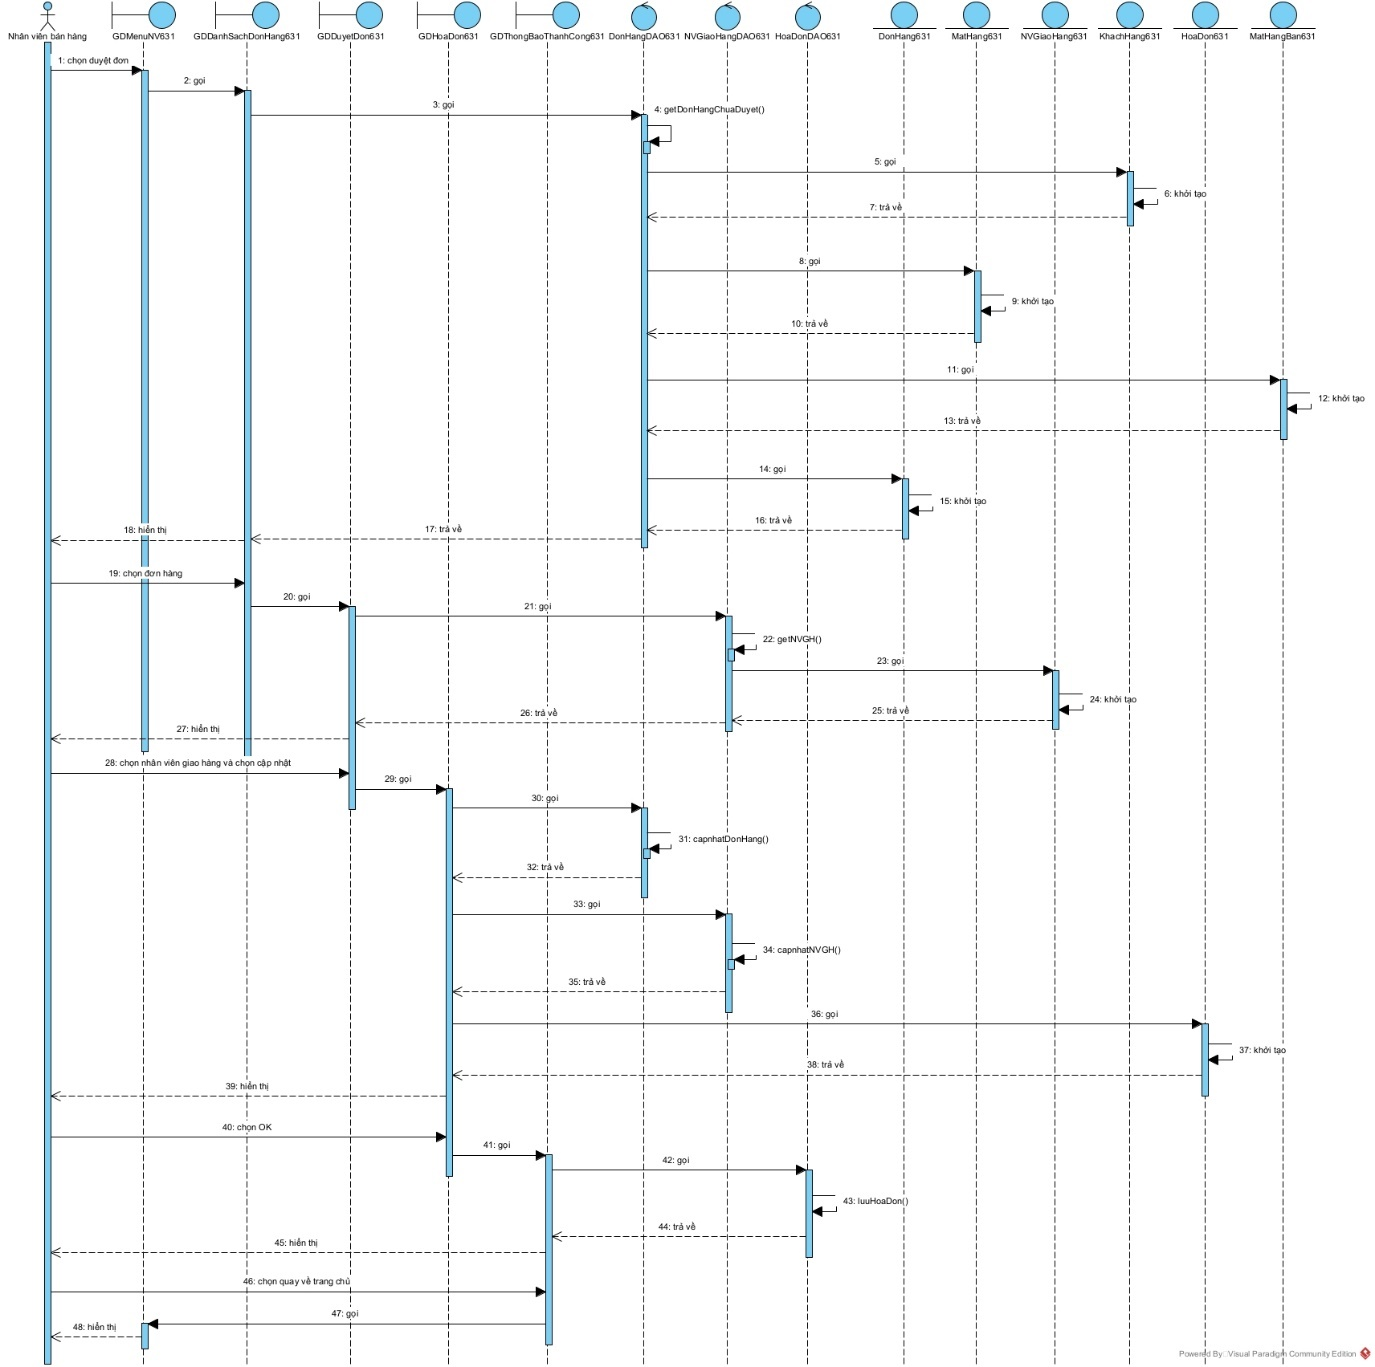 Nhân viên bán hàng
GDMenuNV631
GDDanhSachDonHang631
GDDuyetDon631
GDHoaDon631
GDThongBaoThanhCong631
DonHangDAO631
NVGiaoHangDAO631
HoaDonDAO631
DonHang631
MatHang631
NVGiaoHang631
KhachHang631
HoaDon631
MatHangBan631
1: chọn duyệt đơn
2: gọi
3: gọi
4: getDonHangChuaDuyet()
5: gọi
6: khởi tạo
7: trả về
8: gọi
9: khởi tạo
10: trả về
11: gọi
12: khởi tạo
13: trả về
14: gọi
15: khởi tạo
16: trả về
17: trả về
18: hiển thị
19: chọn đơn hàng
20: gọi
21: gọi
22: getNVGH()
23: gọi
24: khởi tạo
25: trả về
26: trả về
27: hiển thị
28: chọn nhân viên giao hàng và chọn cập nhật
29: gọi
30: gọi
31: capnhatDonHang()
32: trả về
33: gọi
34: capnhatNVGH()
35: trả về
36: gọi
37: khởi tạo
38: trả về
39: hiển thị
40: chọn OK
41: gọi
42: gọi
43: luuHoaDon()
44: trả về
45: hiển thị
46: chọn quay về trang chủ
47: gọi
48: hiển thị
Powered By: Visual Paradigm Community Edition